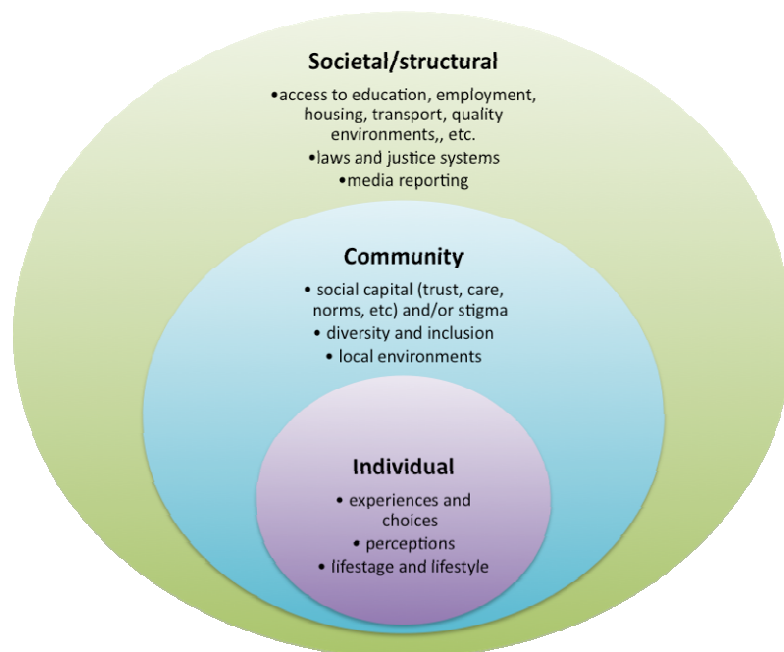 Societal/structural
•access to education, employment,
housing, transport, quality
environments,, etc.
•laws and justice systems
•media reporting
Community
• social capital (trust, care,
norms, etc) and/or stigma
• diversity and inclusion
• local environments
Individual
• experiences and
choices
• perceptions
• lifestage and lifestyle